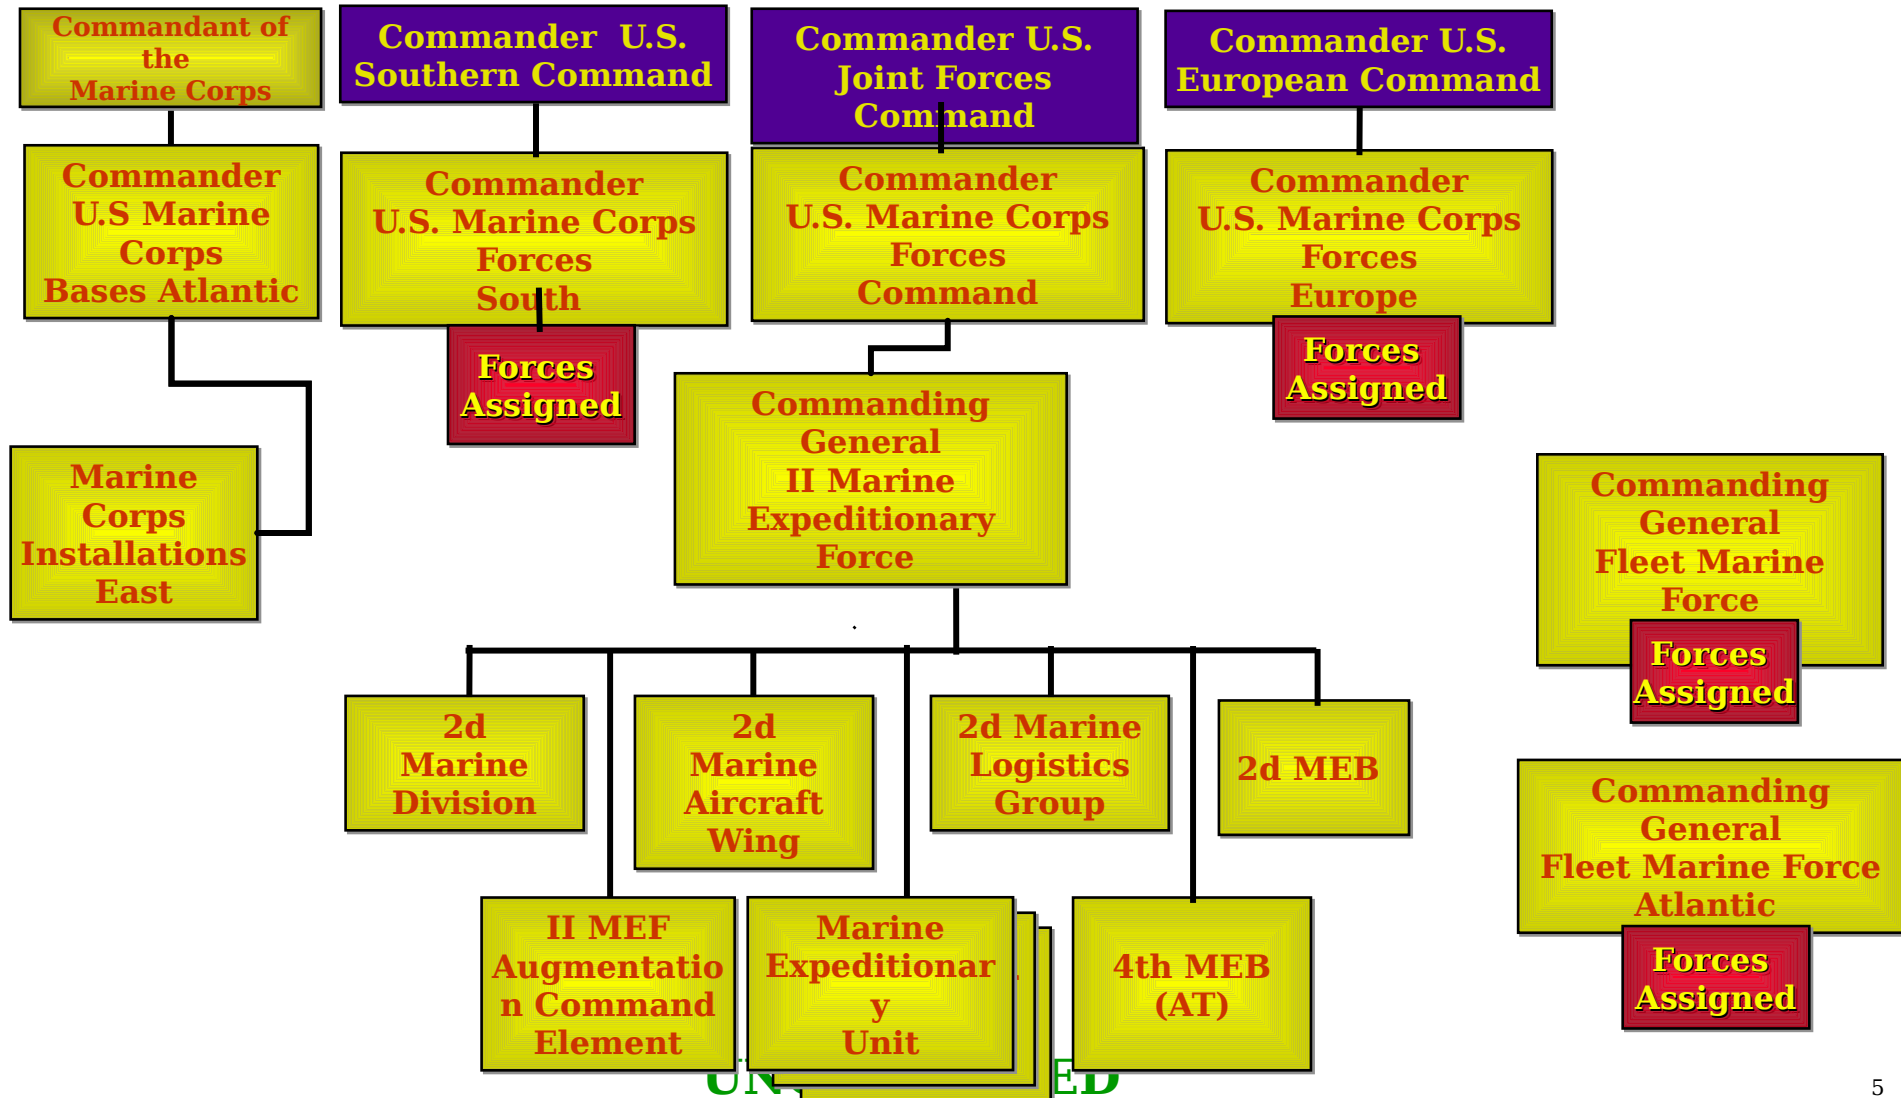 Commandant of
the
Marine Corps
Commander U.S.
Southern Command
Commander U.S.
Joint Forces
Command
Commander U.S.
European Command
Commander
U.S Marine
Corps
Bases Atlantic
Commander
U.S. Marine Corps
Forces
South
Commander
U.S. Marine Corps
Forces
Command
Commander
U.S. Marine Corps
Forces
Europe
Forces
Assigned
Forces
Assigned
Commanding
General
II Marine
Expeditionary
Force
Marine
Corps
Installations
East
Commanding
General
Fleet Marine
Force
Forces
Assigned
2d
Marine
Division
2d
Marine
Aircraft
Wing
2d Marine
Logistics
Group
2d MEB
Commanding
General
Fleet Marine Force
Atlantic
Forces
Assigned
II MEF
Augmentatio
n Command
Element
Marine
Expeditionar
y
Unit
4th MEB
(AT)
5